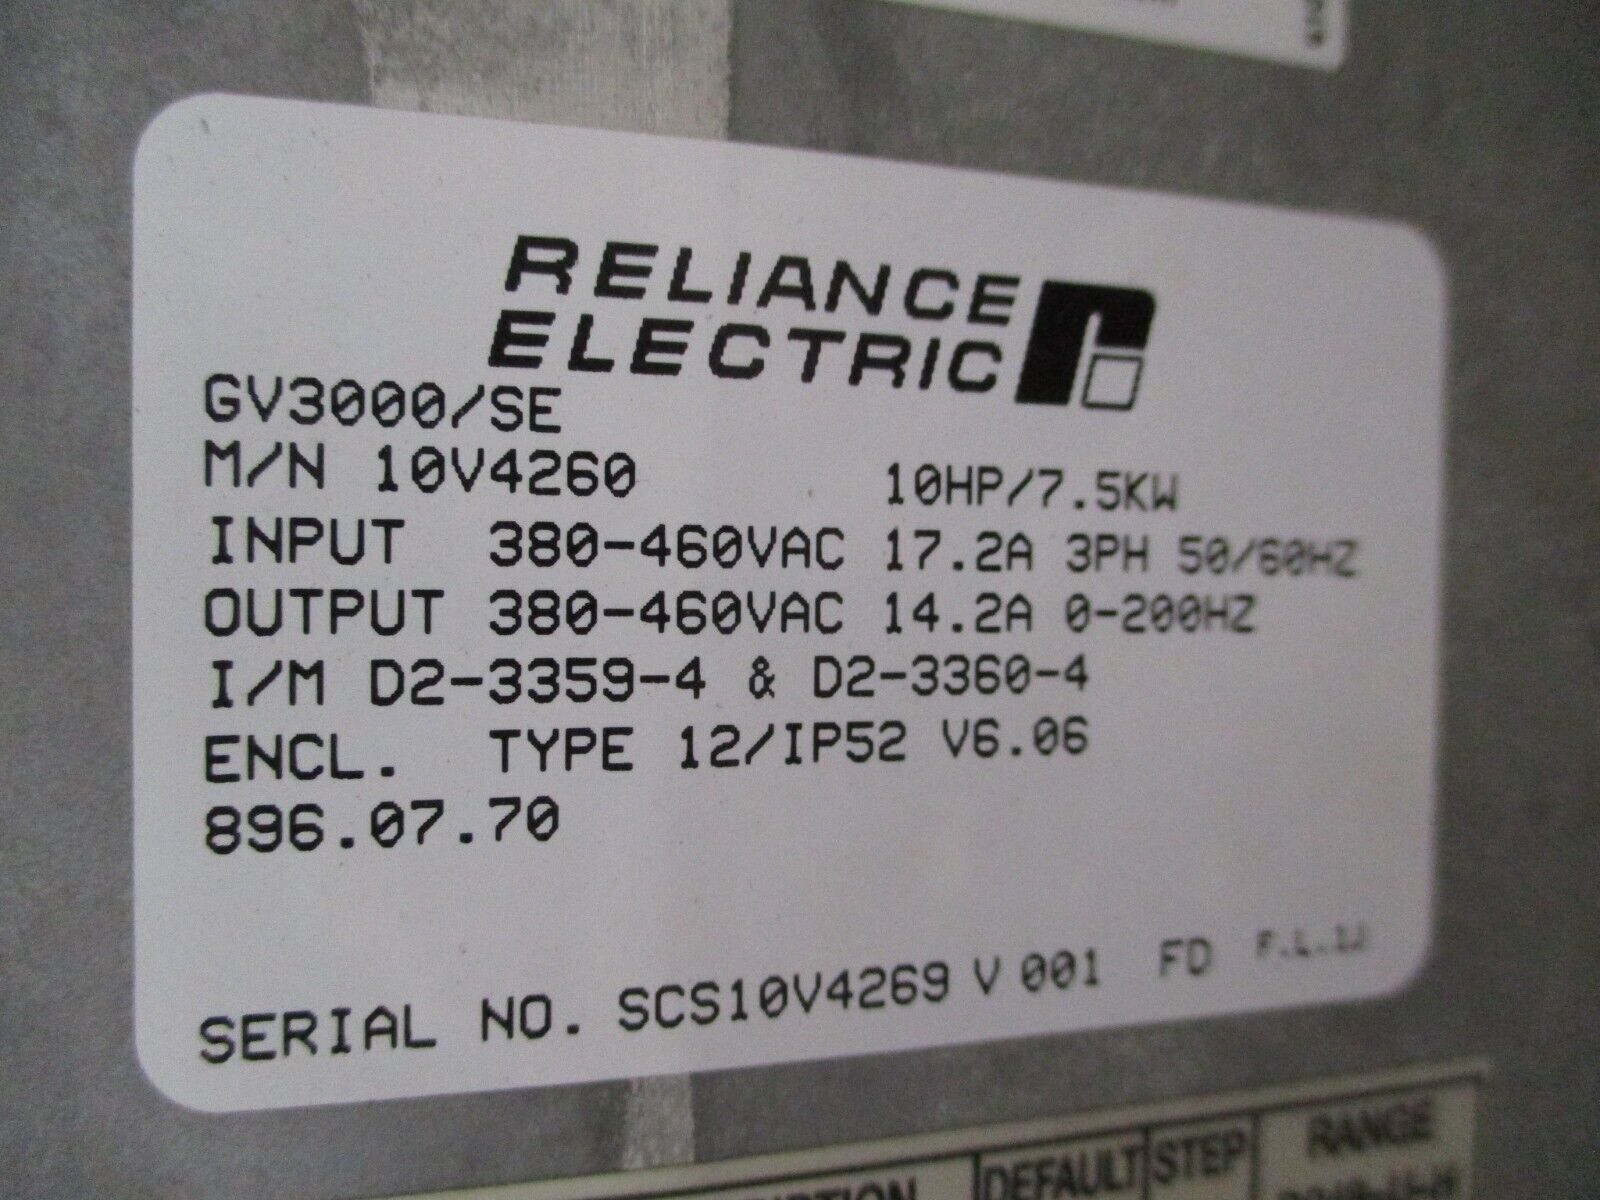 RELIANCE
ELECTRIC
GV3000/SE
M/N 10V4260 10HP/7.5KW
INPUT 380-460VAC 17.2A 3PH 50/60HZ
OUTPUT 380-460VAC 14.2A 0-200HZ
I/M D2-3359-4 & D2-3360-4
ENCL. TYPE 12/IP52 V6.06
896.07.70
SERIAL NO. SCS10V4269 V 001 FD
DEFAULT STEP RANGE